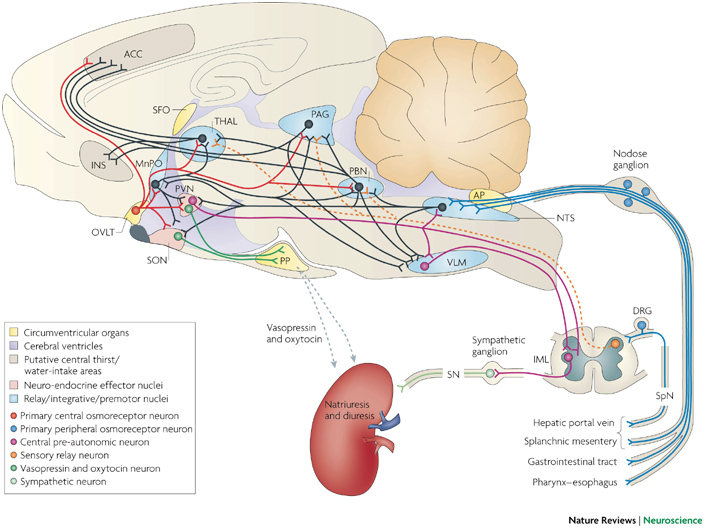 ACC
SFO
THAL
PAG
INS
MnPO
PVN
PBN
AP
Nodose
ganglion
OVLT
NTS
SON
PP
VLM
Vasopressin
and oxytocin
Sympathetic
ganglion
DRG
IML
SN
SpN
Natriuresis
and diuresis
Hepatic portal vein
Splanchnic mesentery
Gastrointestinal tract
Pharynx–esophagus
Circumventricular organs
Cerebral ventricles
Putative central thirst/
water-intake areas
Neuro-endocrine effector nuclei
Relay/integrative/premotor nuclei
Primary central osmoreceptor neuron
Primary peripheral osmoreceptor neuron
Central pre-autonomic neuron
Sensory relay neuron
Vasopressin and oxytocin neuron
Sympathetic neuron
Nature Reviews | Neuroscience